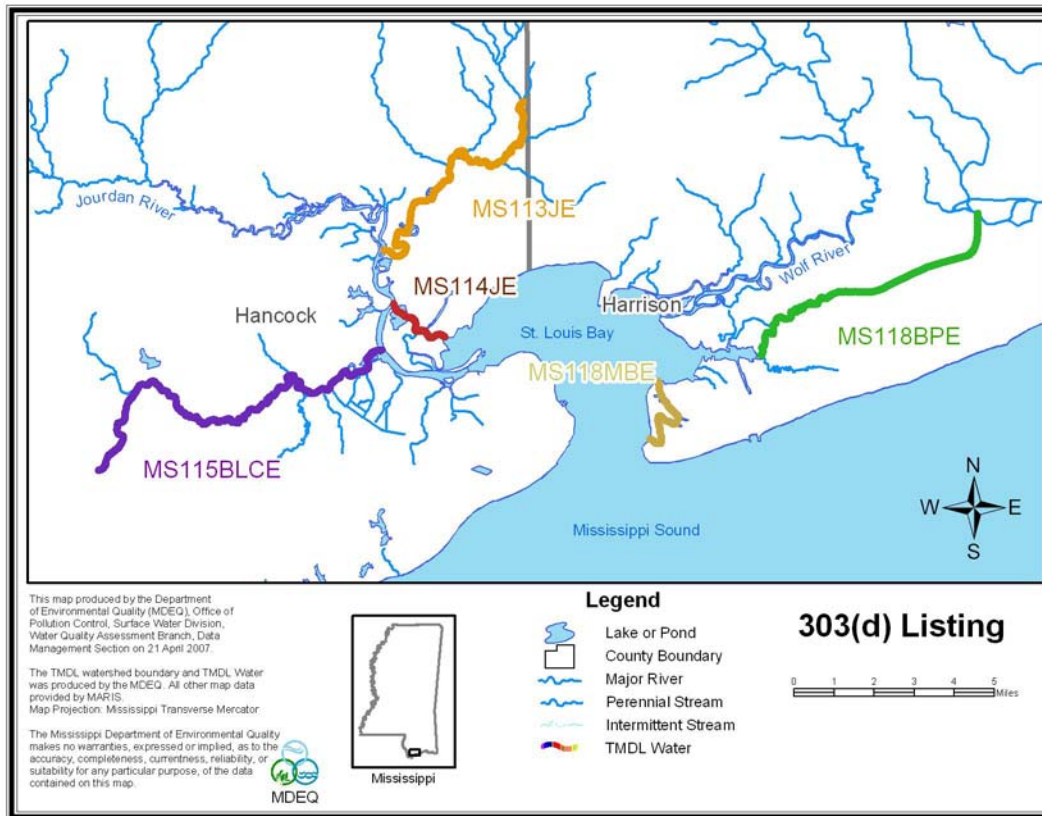 MS113JE
Jourdan River
MS114JE
Wolf River
Hancock
Harrison
St. Louis Bay
MS118BPE
MS118MBE
MS115BLCE
N
W E
S
Mississippi Sound
This map produced by the Department
of Environmental Quality (MDEQ), Office of
Pollution Control, Surface Water Division,
Water Quality Assessment Branch, Data
Management Section on 21 April 2007.
The TMDL watershed boundary and TMDL Water
was produced by the MDEQ. All other map data
provided by MARIS.
Map Projection: Mississippi Transverse Mercator
The Mississippi Department of Environmental Quality
makes no warranties, expressed or implied, as to the
accuracy, completeness, currentness, reliability, or
suitability for any particular purpose, of the data
contained on this map.
MDEQ
Mississippi
Legend
Lake or Pond
County Boundary
Major River
Perennial Stream
Intermittent Stream
TMDL Water
303(d) Listing
0 1 2 3 4 5
Miles